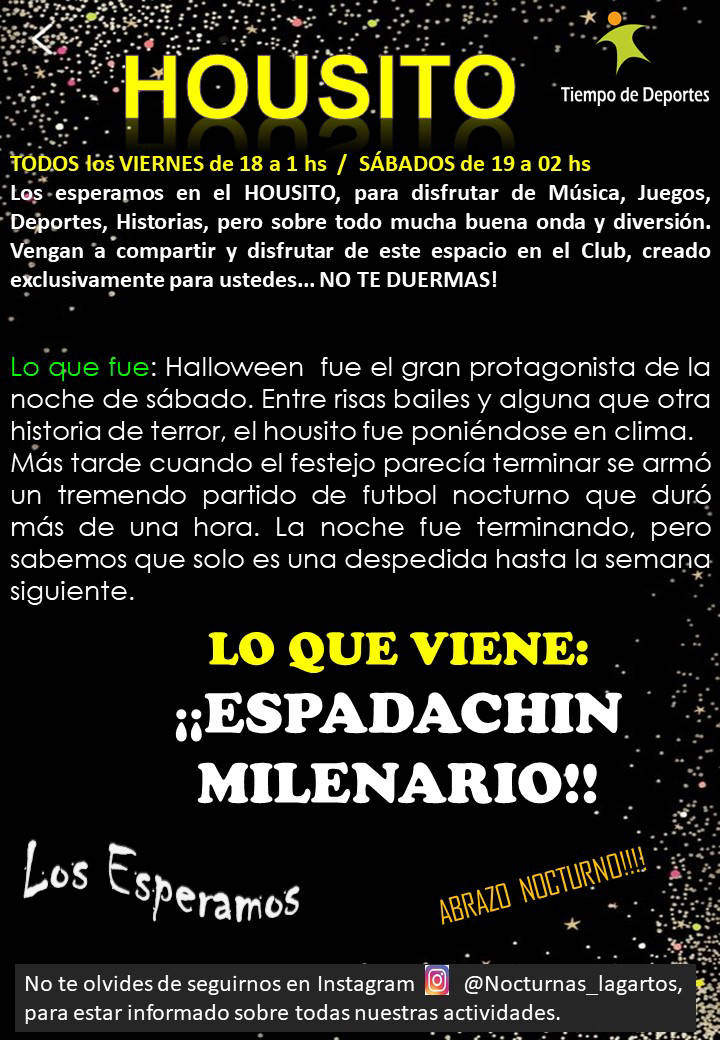 HOUSITO
Tiempo de Deportes
TODOS los VIERNES de 18 a 1 hs / SÁBADOS de 19 a 02 hs
Los esperamos en el HOUSITO, para disfrutar de Música, Juegos,
Deportes, Historias, pero sobre todo mucha buena onda y diversión.
Vengan a compartir y disfrutar de este espacio en el Club, creado
exclusivamente para ustedes... NO TE DUERMAS!
Lo que fue: Halloween fue el gran protagonista de la
noche de sábado. Entre risas bailes y alguna que otra
historia de terror, el housito fue poniéndose en clima.
Más tarde cuando el festejo parecía terminar se armó
un tremendo partido de futbol nocturno que duró
más de una hora. La noche fue terminando, pero
sabemos que solo es una despedida hasta la semana
siguiente.
LO QUE VIENE:
¡¡ESPADACHIN
MILENARIO!!
Los Esperamos
ABRAZO NOCTURNO!!!!
No te olvides de seguirnos en Instagram @Nocturnas_lagartos,
para estar informado sobre todas nuestras actividades.